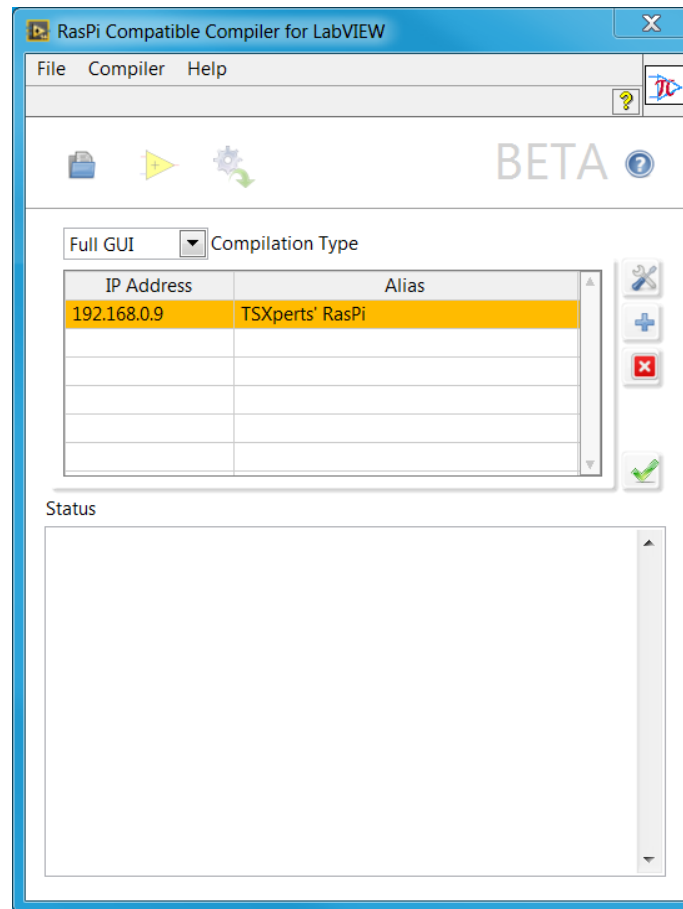 RasPi Compatible Compiler for LabVIEW
File Compiler Help
BETA
Full GUI Compilation Type
IP Address Alias
192.168.0.9 TSXperts' RasPi
Status